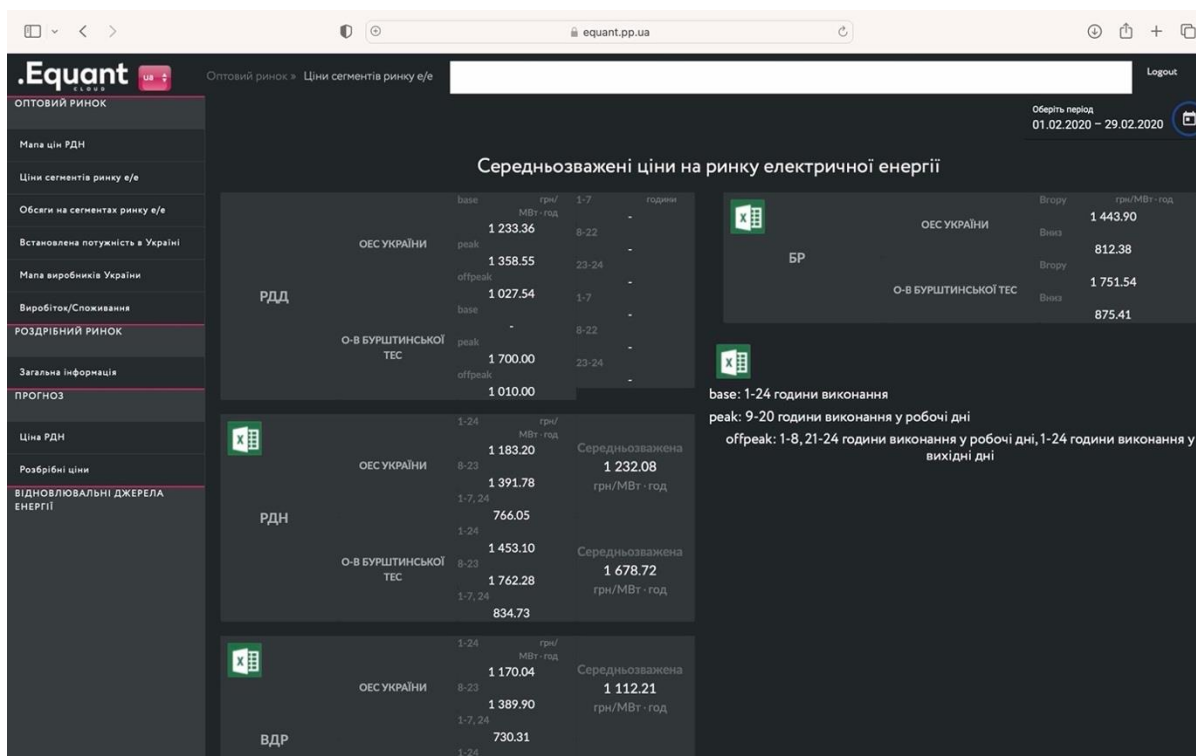 equant.pp.ua
.Equant
CLOUD
ua
Оптовий ринок » Ціни сегментів ринку е/е
Logout
Оберіть період
01.02.2020 – 29.02.2020
ОПТОВИЙ РИНОК
Мапа цін РДН
Ціни сегментів ринку е/е
Обсяги на сегментах ринку е/е
Встановлена потужність в Україні
Мапа виробників України
Виробіток/Споживання
РОЗДРІБНИЙ РИНОК
Загальна інформація
ПРОГНОЗ
Ціна РДН
Розбрібні ціни
ВІДНОВЛЮВАЛЬНІ ДЖЕРЕЛА
ЕНЕРГІЇ
Середньозважені ціни на ринку електричної енергії
РДД
ОЕС УКРАЇНИ
base грн/
МВт·год
1 233.36
peak
1 358.55
offpeak
1 027.54
1-7 години
-
8-22
-
23-24
-
О-В БУРШТИНСЬКОЇ
ТЕС
base
-
peak
1 700.00
offpeak
1 010.00
1-7
-
8-22
-
23-24
-
РДН
ОЕС УКРАЇНИ
1-24 грн/
МВт·год
1 183.20
8-23
1 391.78
1-7, 24
766.05
Середньозважена
1 232.08
грн/МВт·год
О-В БУРШТИНСЬКОЇ
ТЕС
1-24
1 453.10
8-23
1 762.28
1-7, 24
834.73
Середньозважена
1 678.72
грн/МВт·год
ВДР
ОЕС УКРАЇНИ
1-24 грн/
МВт·год
1 170.04
8-23
1 389.90
1-7, 24
730.31
1-24
Середньозважена
1 112.21
грн/МВт·год
БР
ОЕС УКРАЇНИ
Вгору грн/МВт·год
1 443.90
Вниз
812.38
О-В БУРШТИНСЬКОЇ ТЕС
Вгору
1 751.54
Вниз
875.41
base: 1-24 години виконання
peak: 9-20 години виконання у робочі дні
offpeak: 1-8, 21-24 години виконання у робочі дні, 1-24 години виконання у
вихідні дні